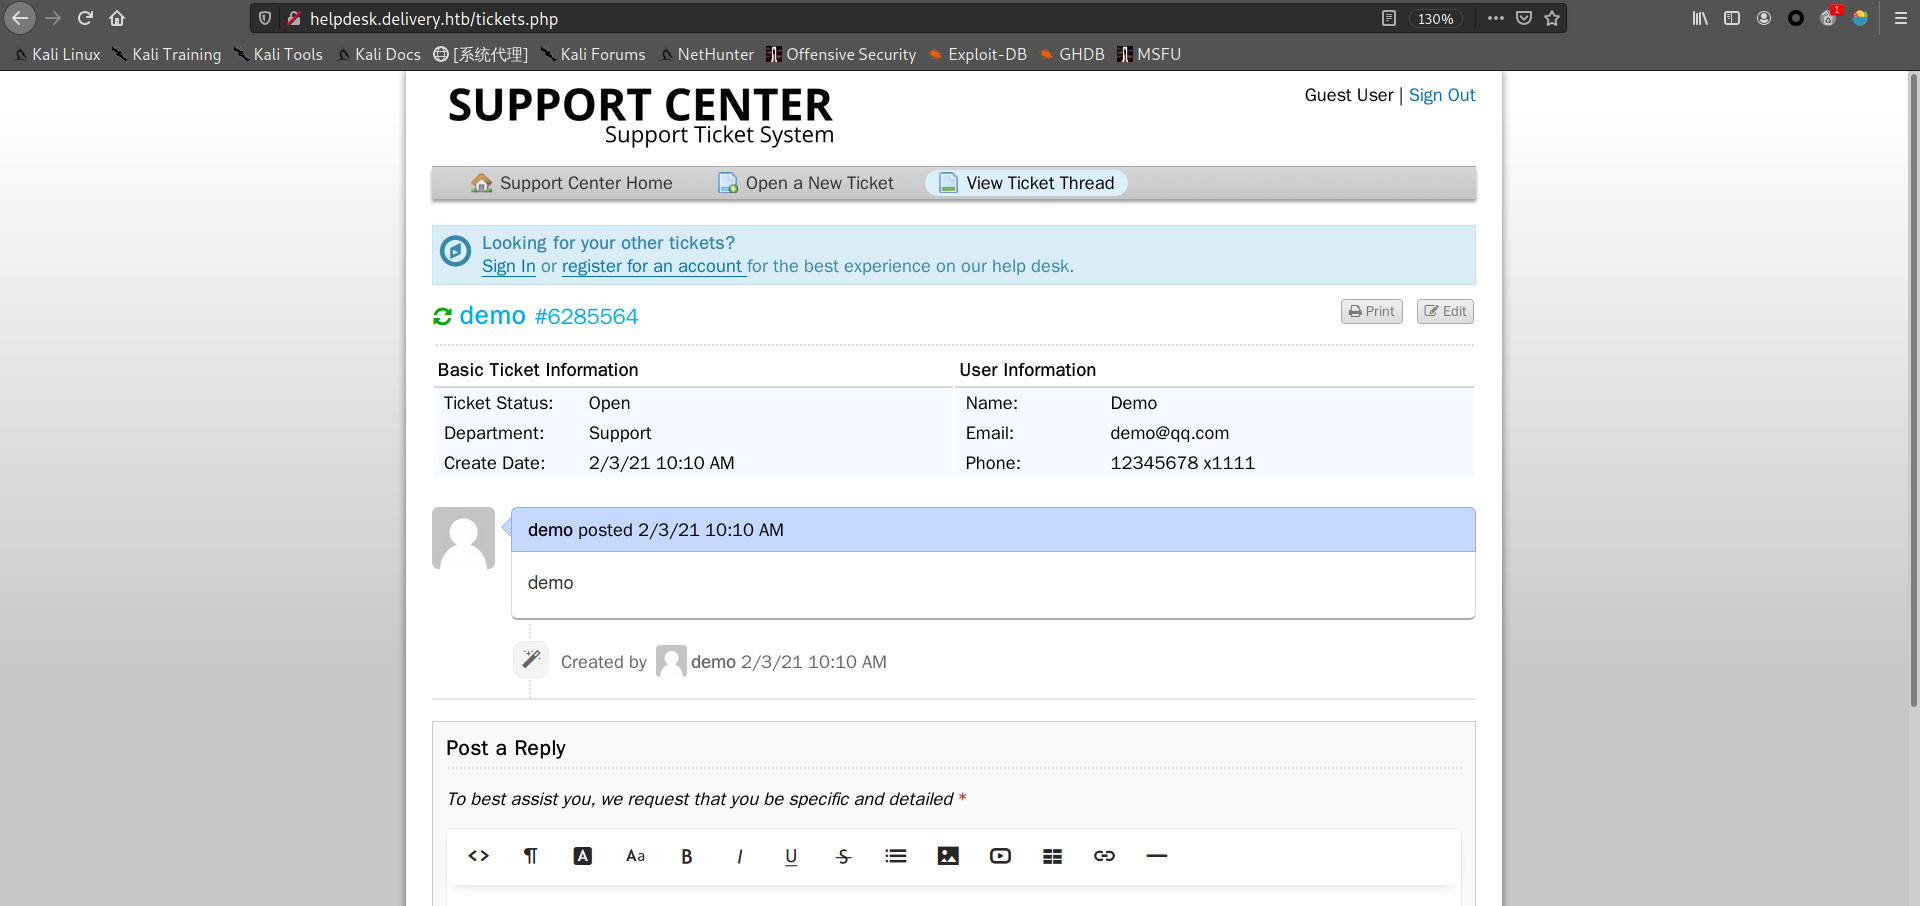 helpdesk.delivery.htb/tickets.php 130% 1
Kali Linux Kali Training Kali Tools Kali Docs [系统代理] Kali Forums NetHunter Offensive Security Exploit-DB GHDB MSFU
SUPPORT CENTER
Support Ticket System
Guest User | Sign Out
Support Center Home Open a New Ticket View Ticket Thread
Looking for your other tickets?
Sign In or register for an account for the best experience on our help desk.
demo #6285564 Print Edit
Basic Ticket Information User Information
Ticket Status: Open Name: Demo
Department: Support Email: demo@qq.com
Create Date: 2/3/21 10:10 AM Phone: 12345678 x1111
demo posted 2/3/21 10:10 AM
demo
Created by demo 2/3/21 10:10 AM
Post a Reply
To best assist you, we request that you be specific and detailed *
<> ¶ A Aa B I U S